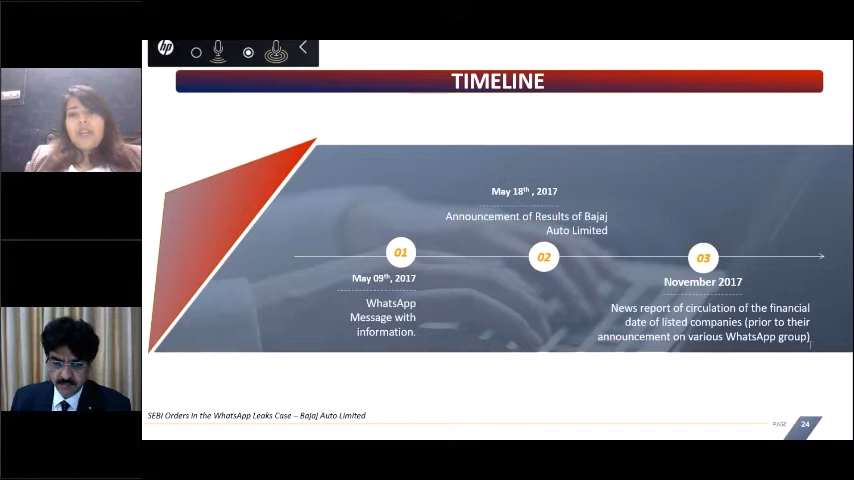 hp
TIMELINE
May 18th , 2017
Announcement of Results of Bajaj
Auto Limited
01
02
03
May 09th, 2017
November 2017
WhatsApp
Message with
information.
News report of circulation of the financial
date of listed companies (prior to their
announcement on various WhatsApp group)
SEBI Orders In the WhatsApp Leaks Case – Bajaj Auto Limited
PAGE 24